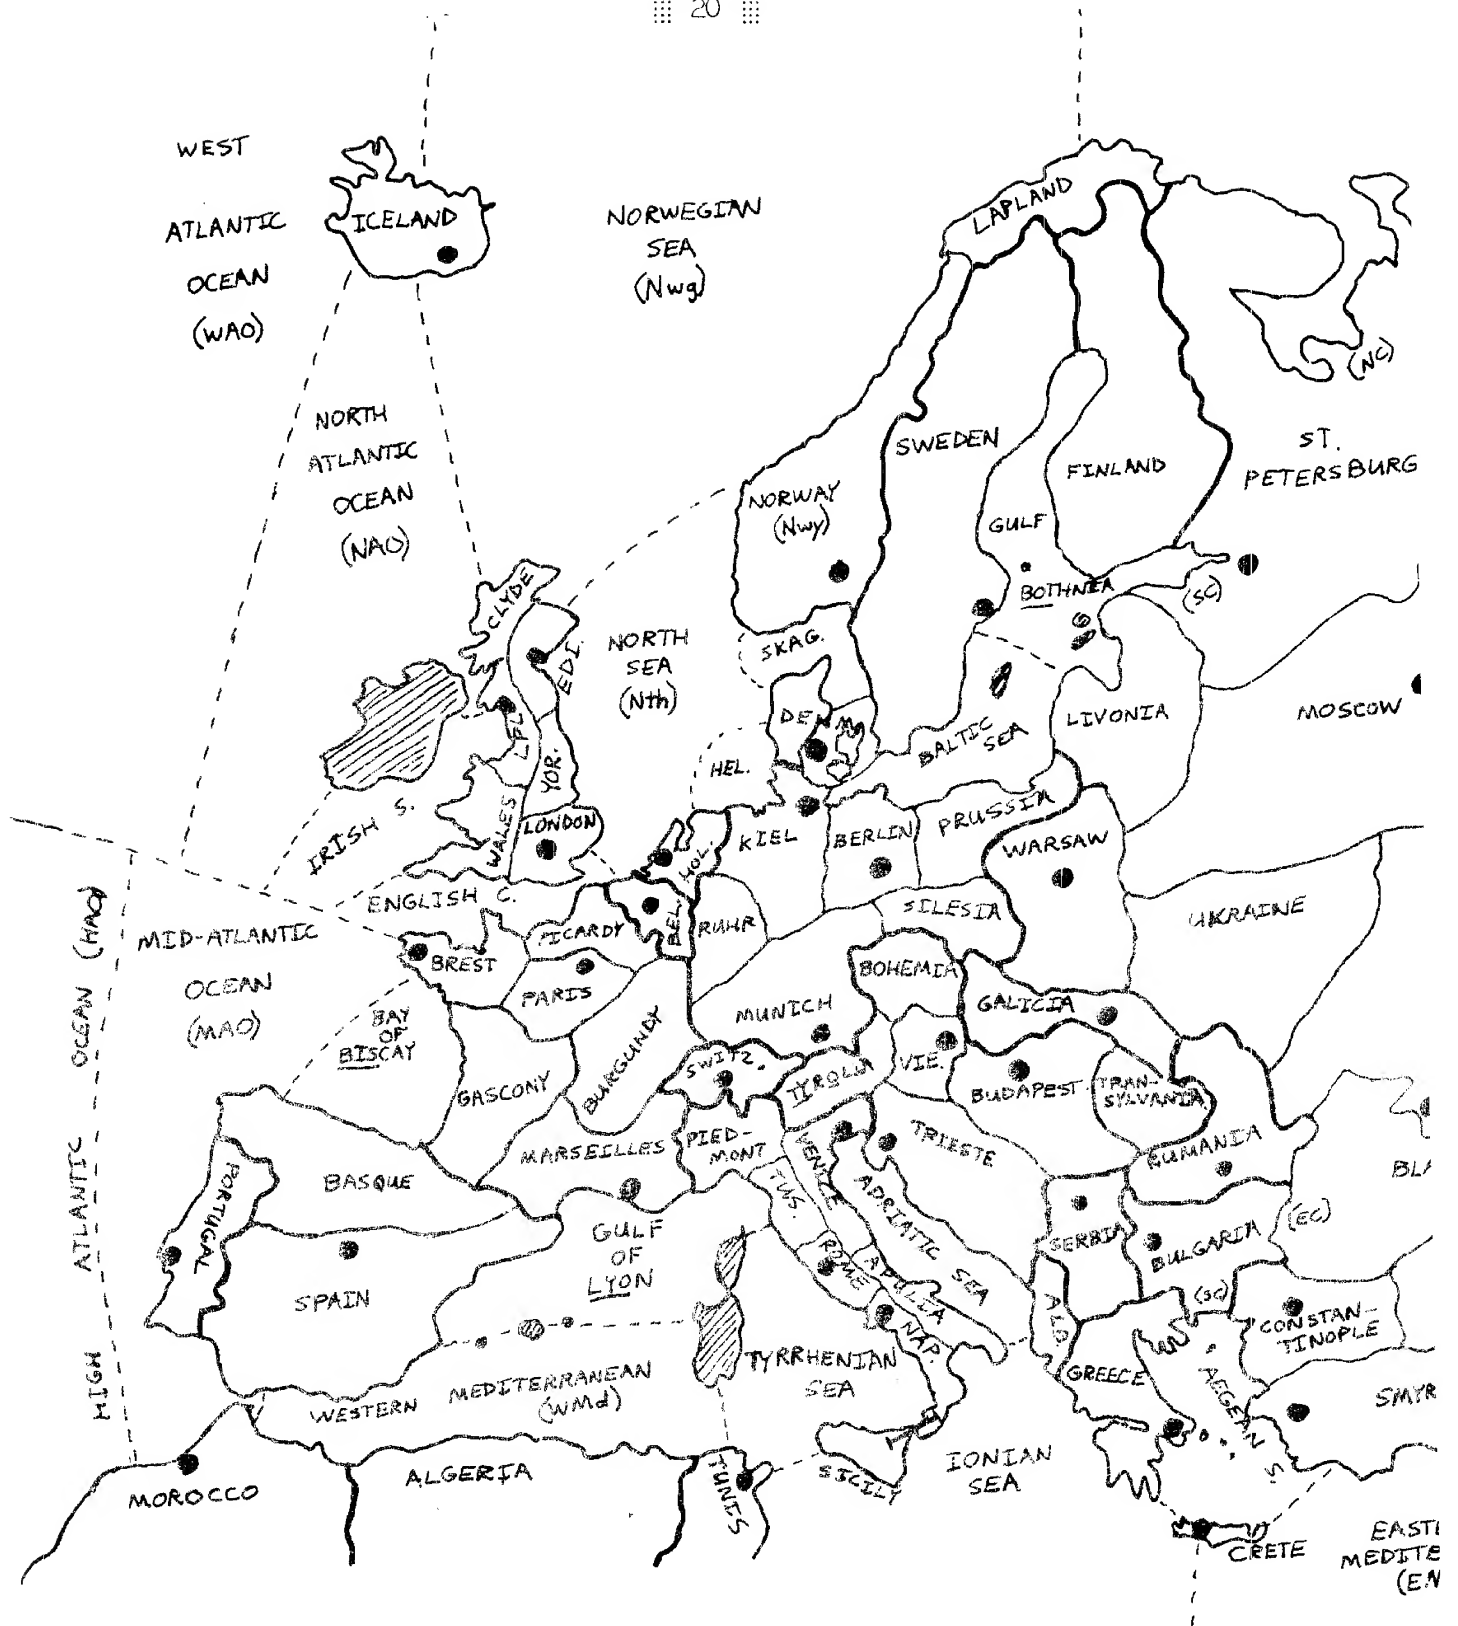 20
WEST
ATLANTIC
OCEAN
(WAO)
ICELAND
NORWEGIAN
SEA
(Nwg)
LAPLAND
(NC)
NORTH
ATLANTIC
OCEAN
(NAO)
NORWAY
(Nwy)
SWEDEN
FINLAND
ST.
PETERSBURG
GULF
BOTHNIA
(SC)
CLYDE
EDI.
NORTH
SEA
(Nth)
SKAG.
DENM
LPL
YOR.
HEL.
BALTIC
SEA
LIVONIA
MOSCOW
IRISH S.
WALES
LONDON
HOL.
KIEL
BERLIN
PRUSSIA
WARSAW
ENGLISH C.
PICARDY
BEL.
RUHR
SILESIA
UKRAINE
HIGH ATLANTIC OCEAN (HAO)
MID-ATLANTIC
OCEAN
(MAO)
BREST
PARIS
BOHEMIA
GALICIA
BAY
OF
BISCAY
GASCONY
BURGUNDY
MUNICH
SWITZ.
TYROLIA
VIE.
BUDAPEST
TRAN-
SYLVANIA
RUMANIA
BLA
MARSEILLES
PIED-
MONT
VENICE
TRIESTE
PORTUGAL
BASQUE
TUS.
ADRIATIC SEA
SERBIA
BULGARIA
(EC)
SPAIN
GULF
OF
LYON
ROME
APULIA
NAP.
ALB.
(SC)
CONSTAN-
TINOPLE
GREECE
AEGEAN S.
SMYR
WESTERN MEDITERRANEAN
(WMd)
TYRRHENIAN
SEA
MOROCCO
ALGERIA
TUNIS
SICILY
IONIAN
SEA
CRETE
EAST
MEDITE
(EM